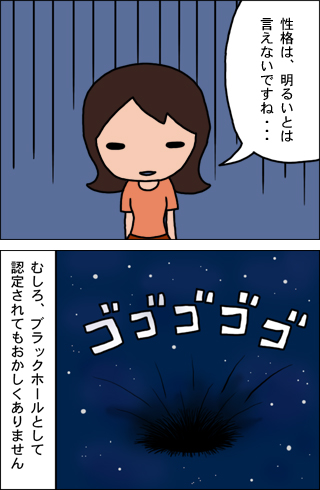 性格は、明るいとは
言えないですね・・・
ゴゴゴゴゴ
むしろ、ブラックホールとして
認定されてもおかしくありません